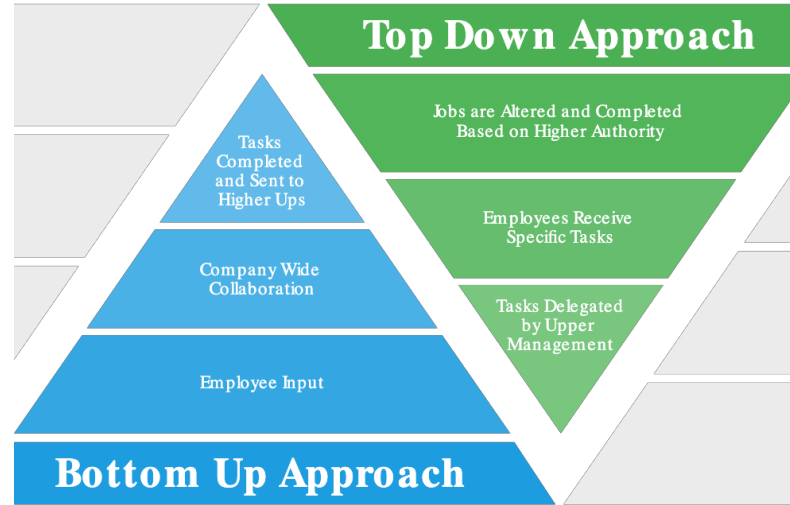 Top Down Approach
Jobs are Altered and Completed
Based on Higher Authority
Employees Receive
Specific Tasks
Tasks Delegated
by Upper
Management
Tasks
Completed
and Sent to
Higher Ups
Company Wide
Collaboration
Employee Input
Bottom Up Approach